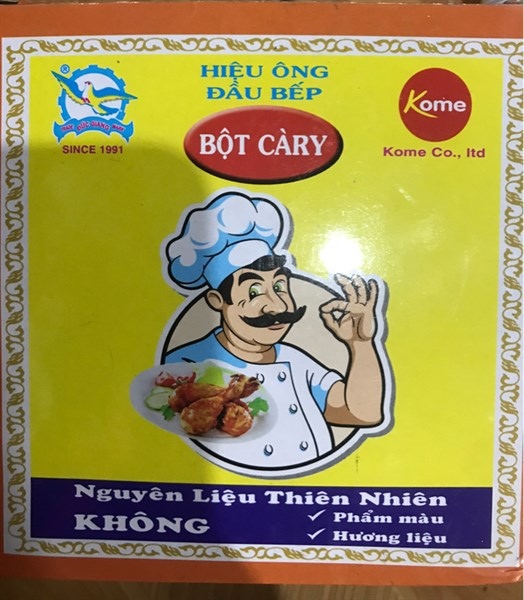 HIỆU ÔNG
ĐẦU BẾP
BỘT CÀRY
®
SINCE 1991
Kome
Kome Co., ltd
Nguyên Liệu Thiên Nhiên
KHÔNG
✓ Phẩm màu
✓ Hương liệu